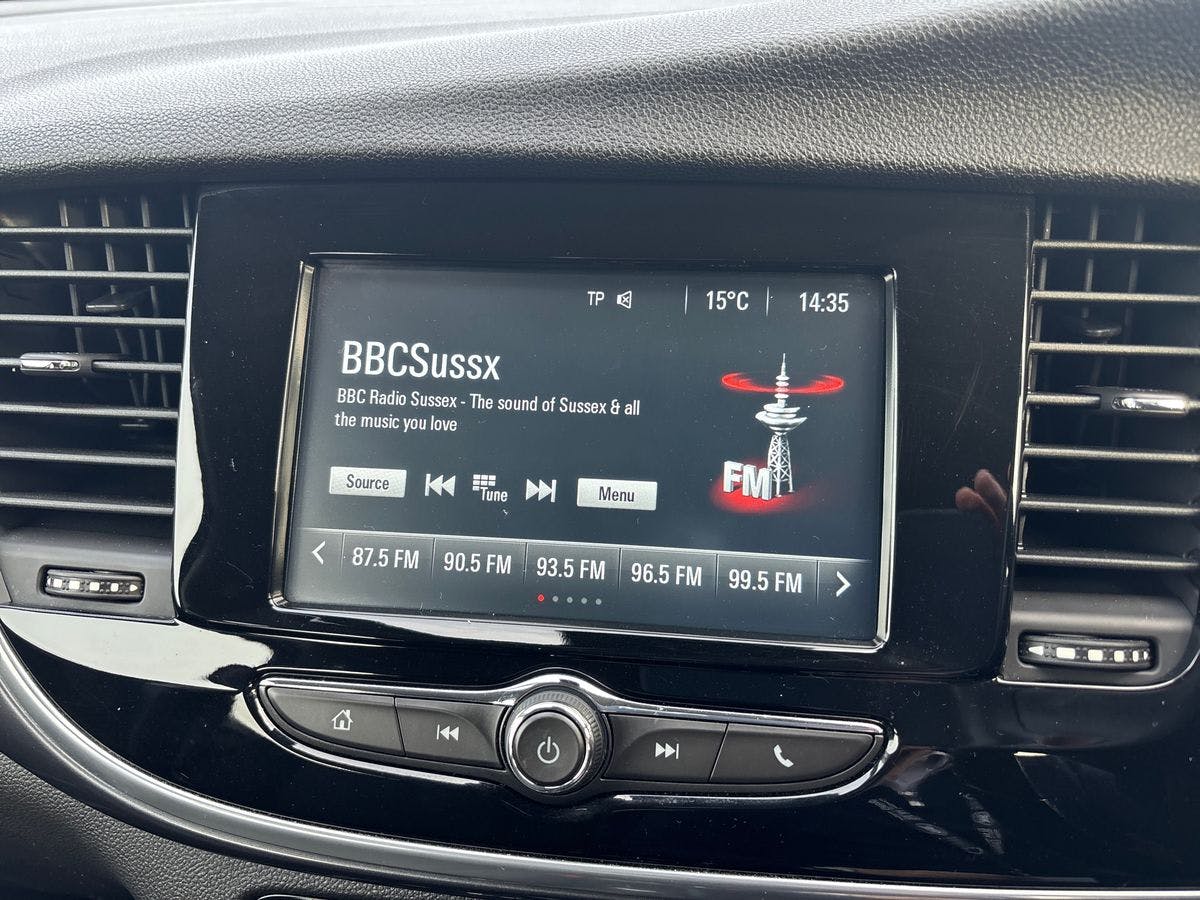 TP 15°C 14:35
BBCSussx
BBC Radio Sussex - The sound of Sussex & all
the music you love
FM
Source Tune Menu
87.5 FM 90.5 FM 93.5 FM 96.5 FM 99.5 FM